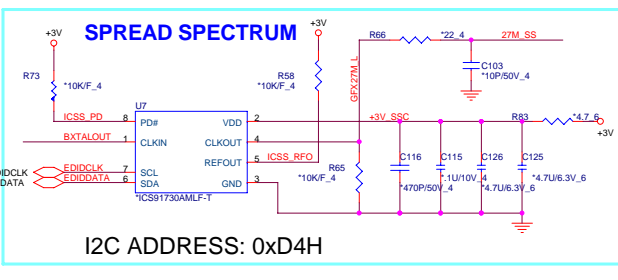 +3V
SPREAD SPECTRUM
+3V
R66
*22_4
27M_SS
R73
*10K/F_4
R58
*10K/F_4
GFX27M_L
C103
*10P/50V_4
ICSS_PD
8
PD#
U7
VDD
2
+3V_SSC
R83
*4.7_6
+3V
BXTALOUT
1
CLKIN
CLKOUT
4
REFOUT
5
ICSS_RFO
EDIDCLK
7
SCL
DATA
EDIDDATA
6
SDA
GND
3
*ICS91730AMLF-T
R65
*10K/F_4
C116
*470P/50V_4
C115
*.1U/10V_4
C126
*4.7U/6.3V_6
C125
*4.7U/6.3V_6
I2C ADDRESS: 0xD4H